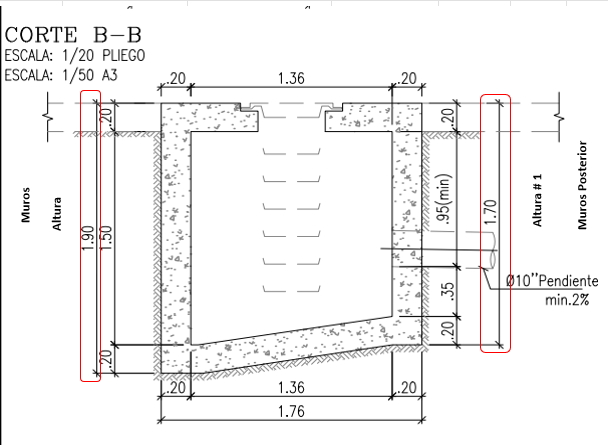 CORTE B-B
ESCALA: 1/20 PLIEGO
ESCALA: 1/50 A3
.20 1.36 .20
.20 .20
Muros
Altura
1.90
1.50
.95(min)
1.70
Altura # 1
Muros Posterior
Ø10"Pendiente
min.2%
.35
.20
.20
.20 1.36 .20
1.76